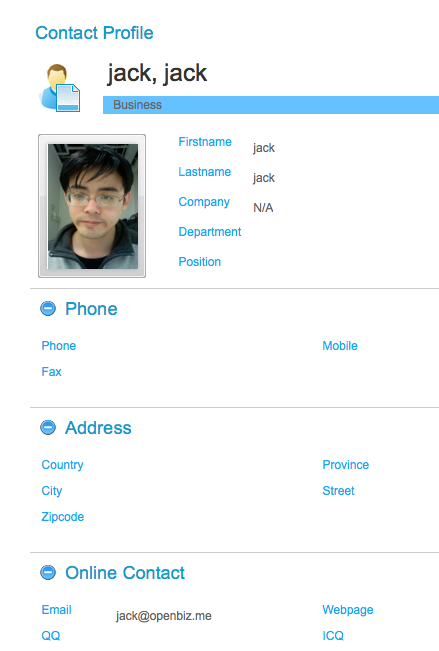 Contact Profile
jack, jack
Business
Firstname jack
Lastname jack
Company N/A
Department
Position
Phone
Phone Mobile
Fax
Address
Country Province
City Street
Zipcode
Online Contact
Email jack@openbiz.me Webpage
QQ ICQ